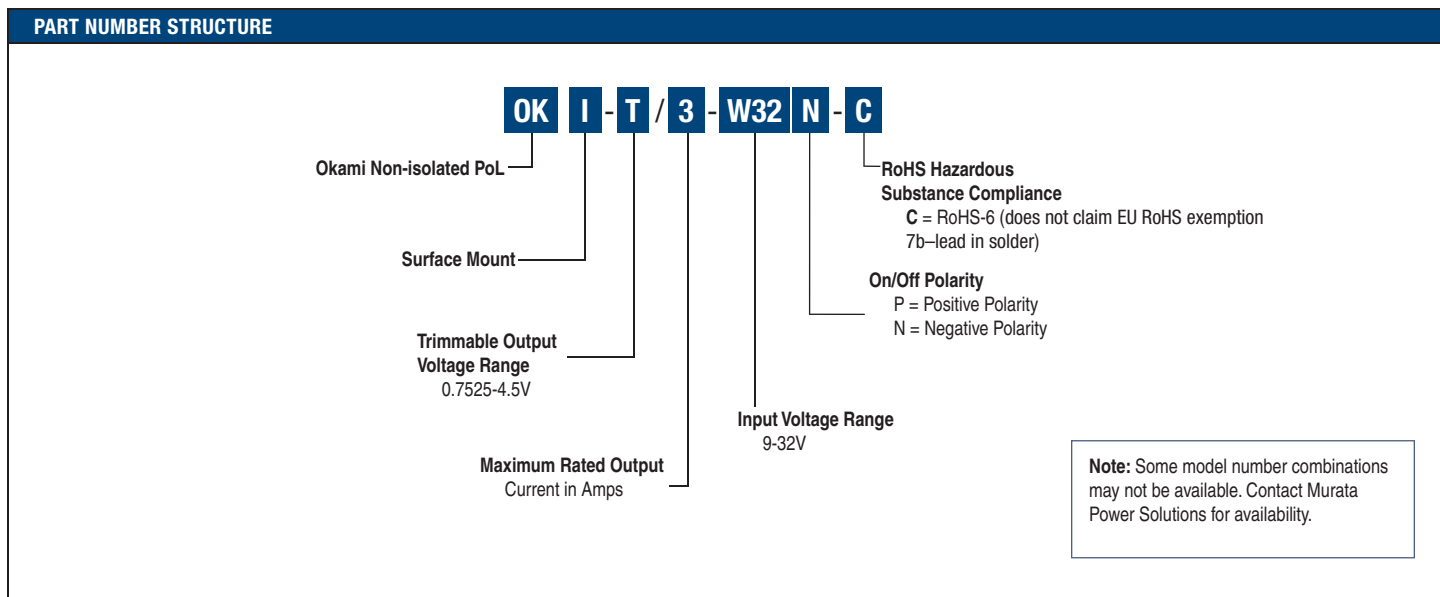 PART NUMBER STRUCTURE
OK I - T / 3 - W32 N - C
Okami Non-isolated PoL
Surface Mount
Trimmable Output
Voltage Range
0.7525-4.5V
Maximum Rated Output
Current in Amps
Input Voltage Range
9-32V
On/Off Polarity
P = Positive Polarity
N = Negative Polarity
RoHS Hazardous
Substance Compliance
C = RoHS-6 (does not claim EU RoHS exemption
7b–lead in solder)
Note: Some model number combinations
may not be available. Contact Murata
Power Solutions for availability.